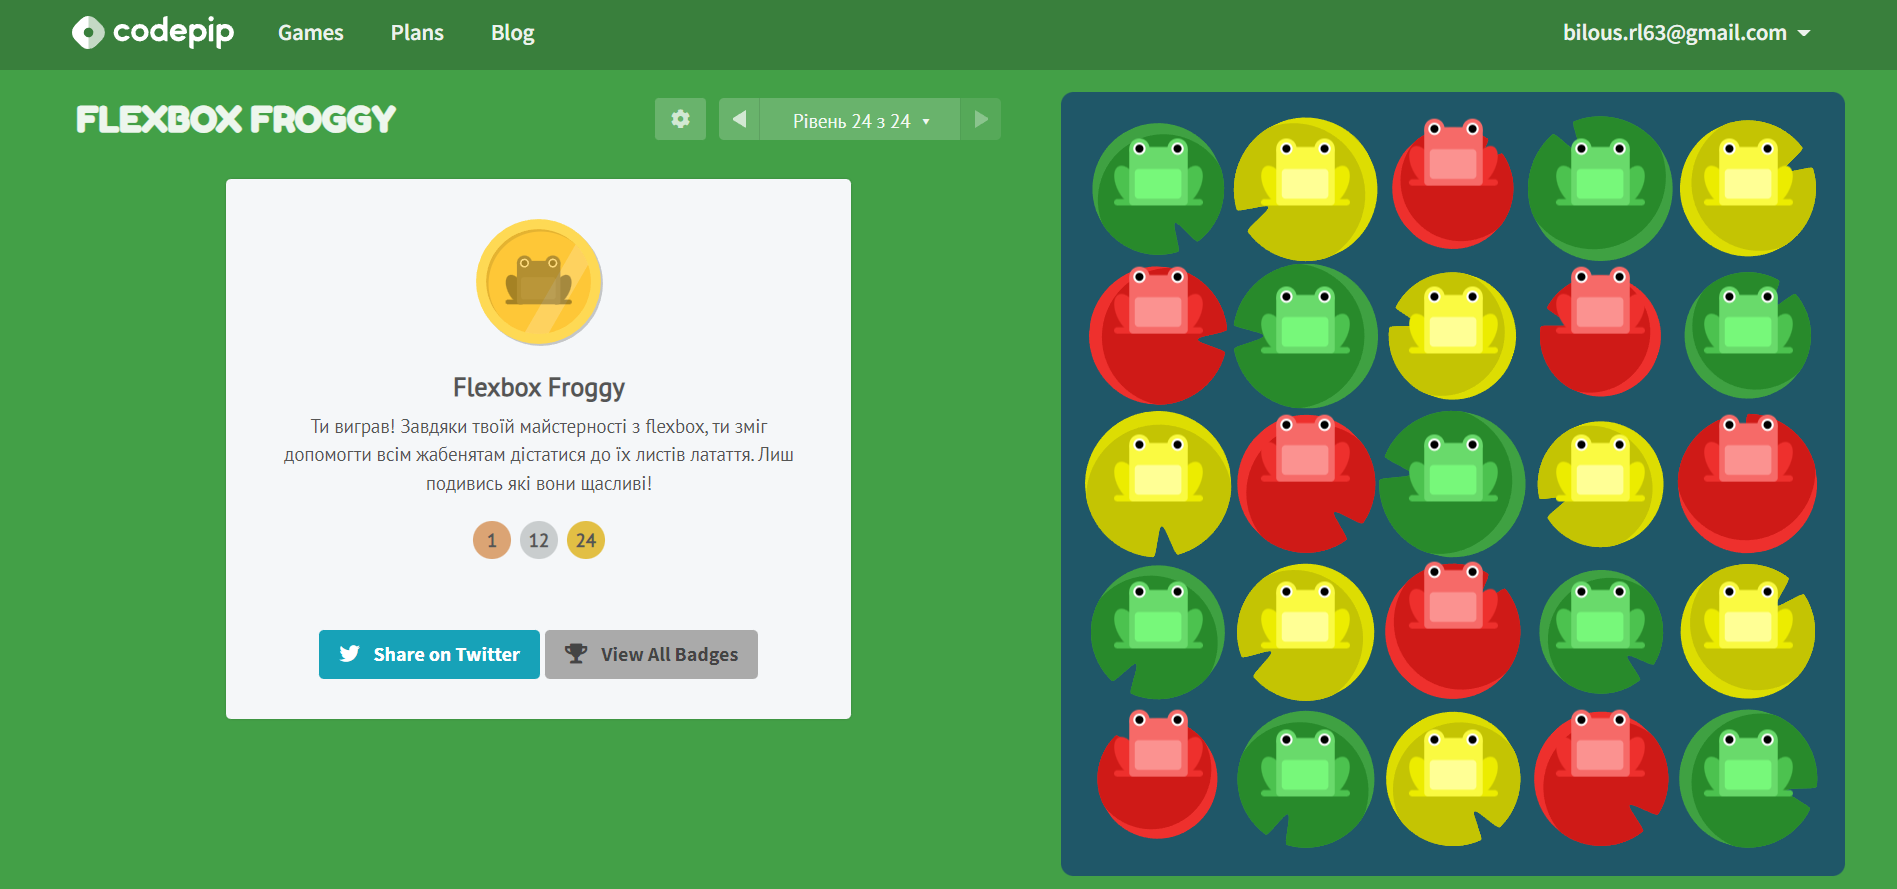 codepip
Games
Plans
Blog
bilous.rl63@gmail.com
FLEXBOX FROGGY
Рівень 24 з 24
Flexbox Froggy
Ти виграв! Завдяки твоїй майстерності з flexbox, ти зміг
допомогти всім жабенятам дістатися до їх листів латаття. Лиш
подивись які вони щасливі!
1 12 24
Share on Twitter
View All Badges